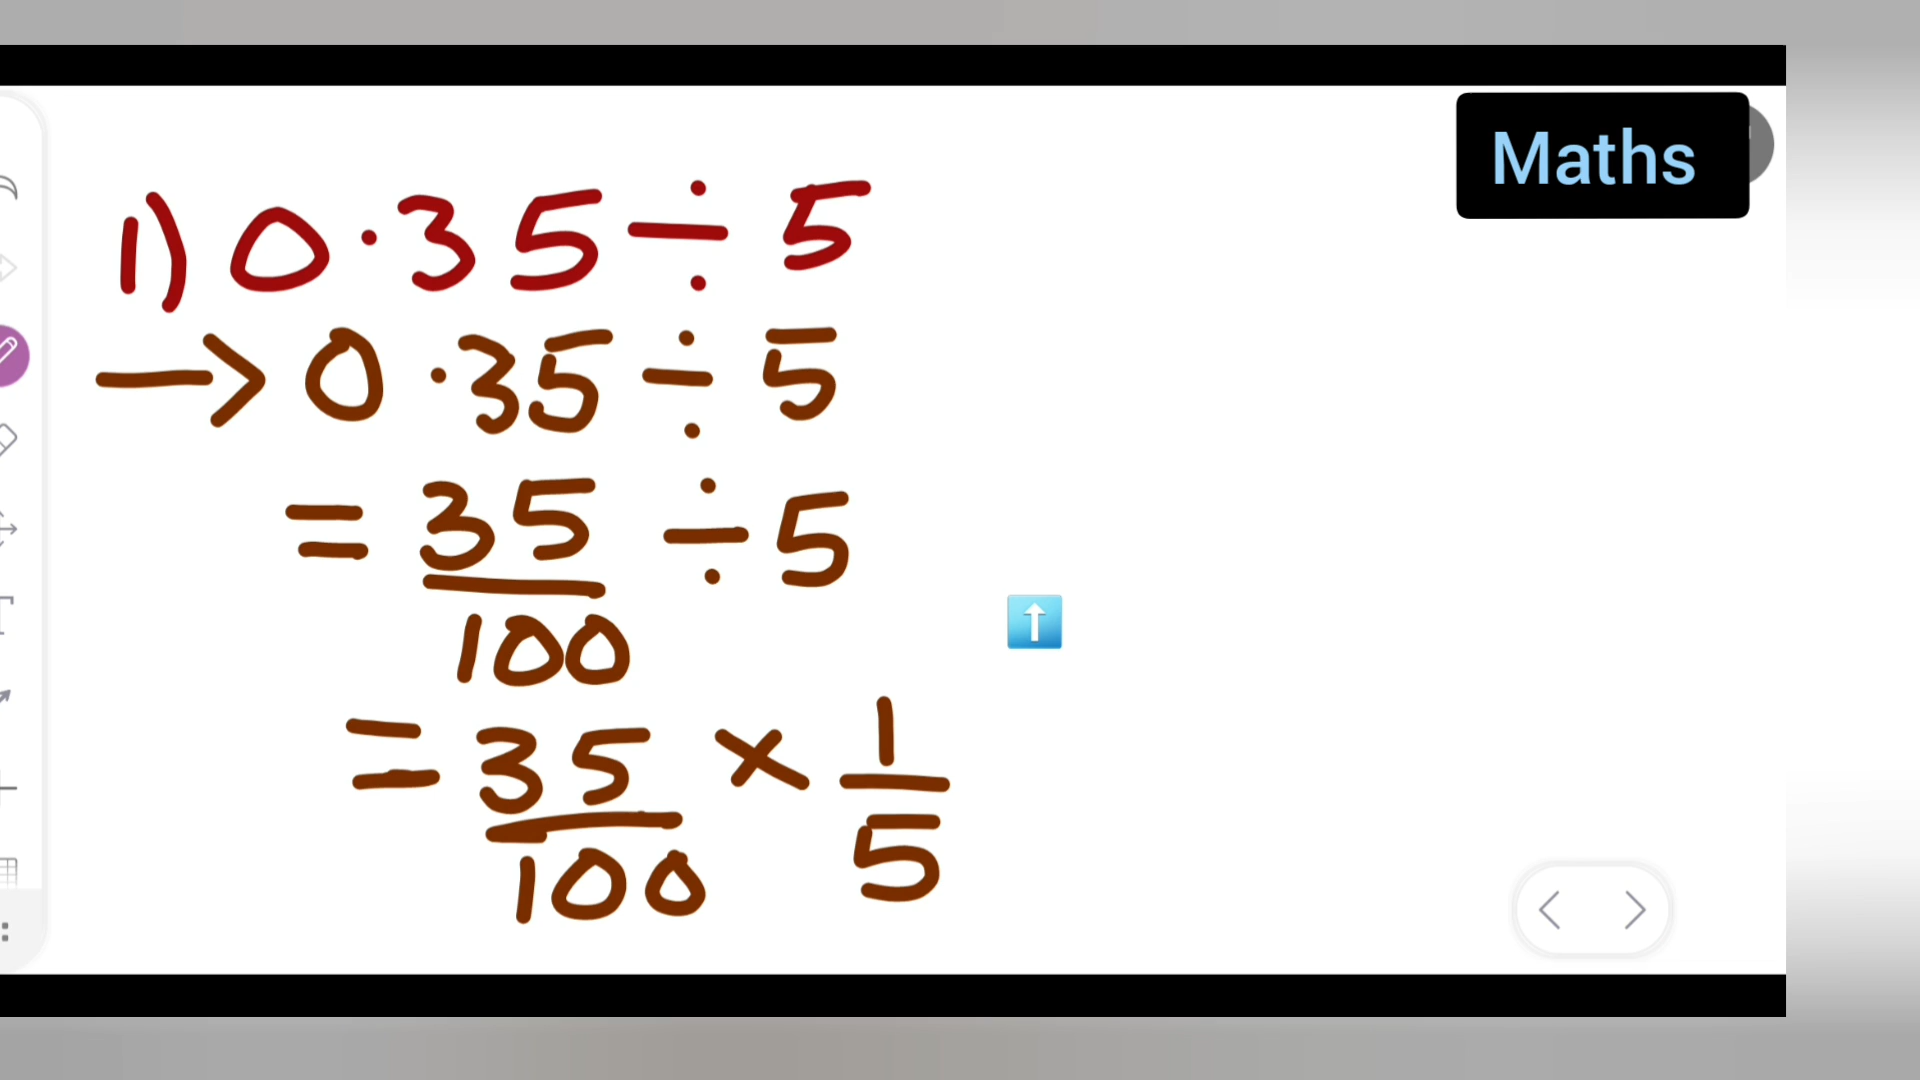 Maths
1) 0.35 ÷ 5
→ 0.35 ÷ 5
= 35/100 ÷ 5
= 35/100 × 1/5